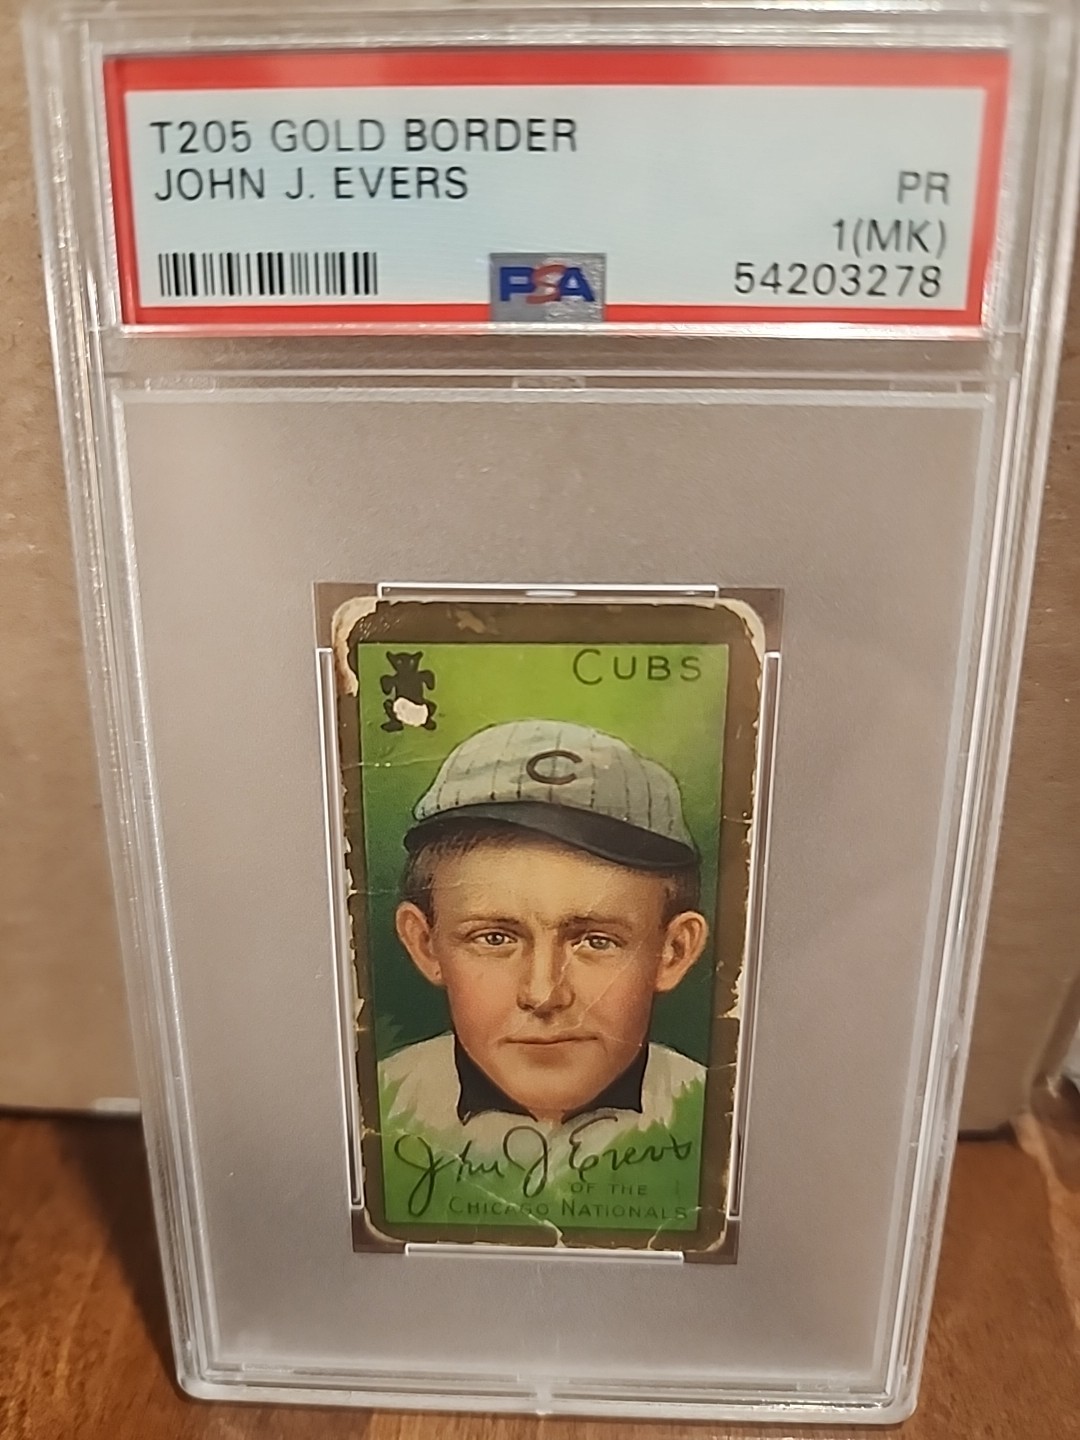 T205 GOLD BORDER
JOHN J. EVERS
PR
1(MK)
PSA
54203278
CUBS
C
John J Evers
OF THE
CHICAGO NATIONALS